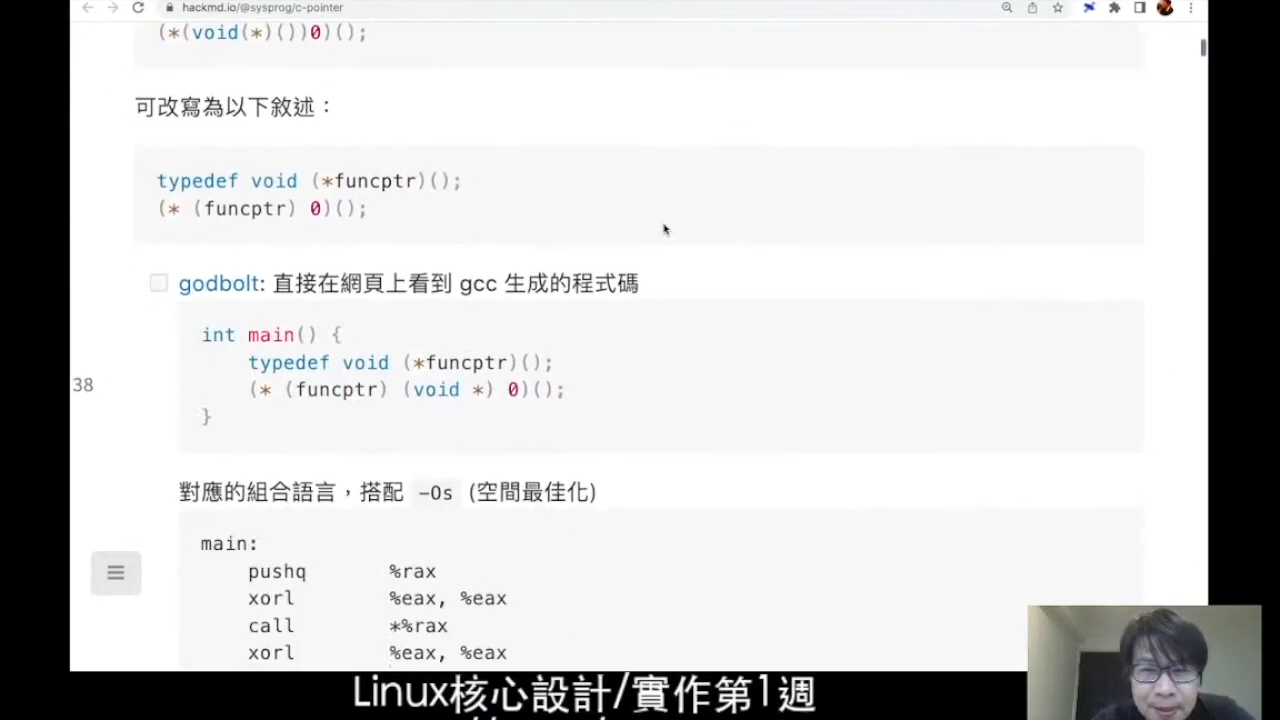 hackmd.io/@sysprog/c-pointer
(*(void(*)())0)();
可改寫為以下敘述：
typedef void (*funcptr)();
(* (funcptr) 0)();
godbolt: 直接在網頁上看到 gcc 生成的程式碼
int main() {
    typedef void (*funcptr)();
    (* (funcptr) (void *) 0)();
}
38
對應的組合語言，搭配 -Os (空間最佳化)
main:
    pushq %rax
    xorl %eax, %eax
    call *%rax
    xorl %eax, %eax
Linux核心設計/實作第1週